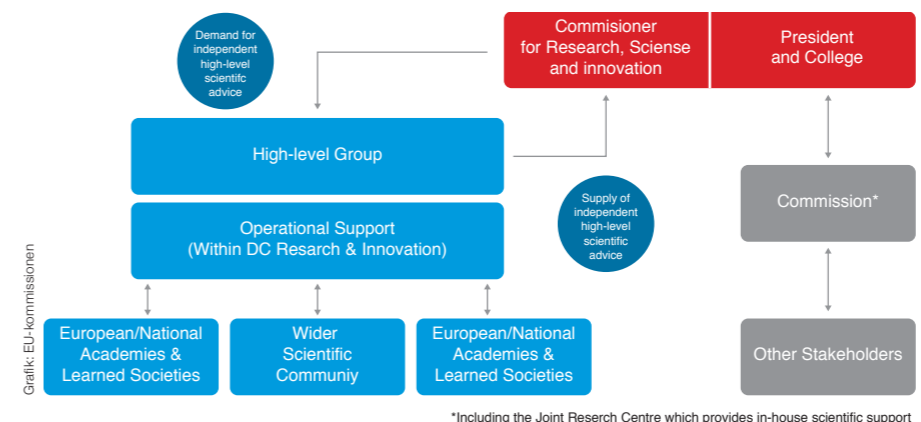 Demand for
independent
high-level
scientifc
advice
Commisioner
for Research, Sciense
and innovation
President
and College
High-level Group
Supply of
independent
high-level
scientific
advice
Commission*
Operational Support
(Within DC Resarch & Innovation)
European/National
Academies &
Learned Societies
Wider
Scientific
Communiy
European/National
Academies &
Learned Societies
Other Stakeholders
Grafik: EU-kommissionen
*Including the Joint Reserch Centre which provides in-house scientific support